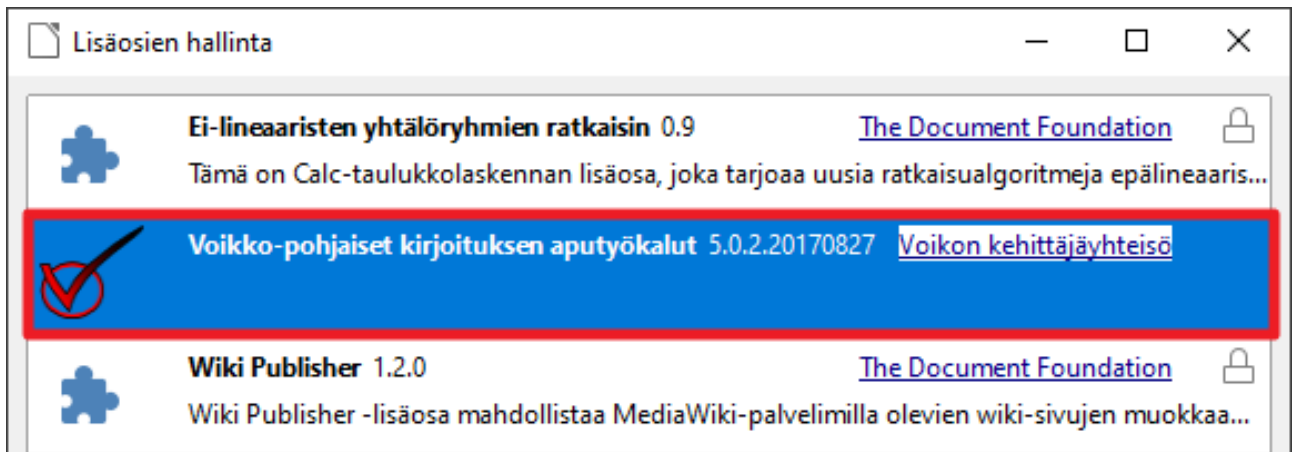 Lisäosien hallinta
Ei-lineaaristen yhtälöryhmien ratkaisin 0.9 The Document Foundation
Tämä on Calc-taulukkolaskennan lisäosa, joka tarjoaa uusia ratkaisualgoritmeja epälineaaris...
Voikko-pohjaiset kirjoituksen aputyökalut 5.0.2.20170827 Voikon kehittäjäyhteisö
Wiki Publisher 1.2.0 The Document Foundation
Wiki Publisher -lisäosa mahdollistaa MediaWiki-palvelimilla olevien wiki-sivujen muokkaa...